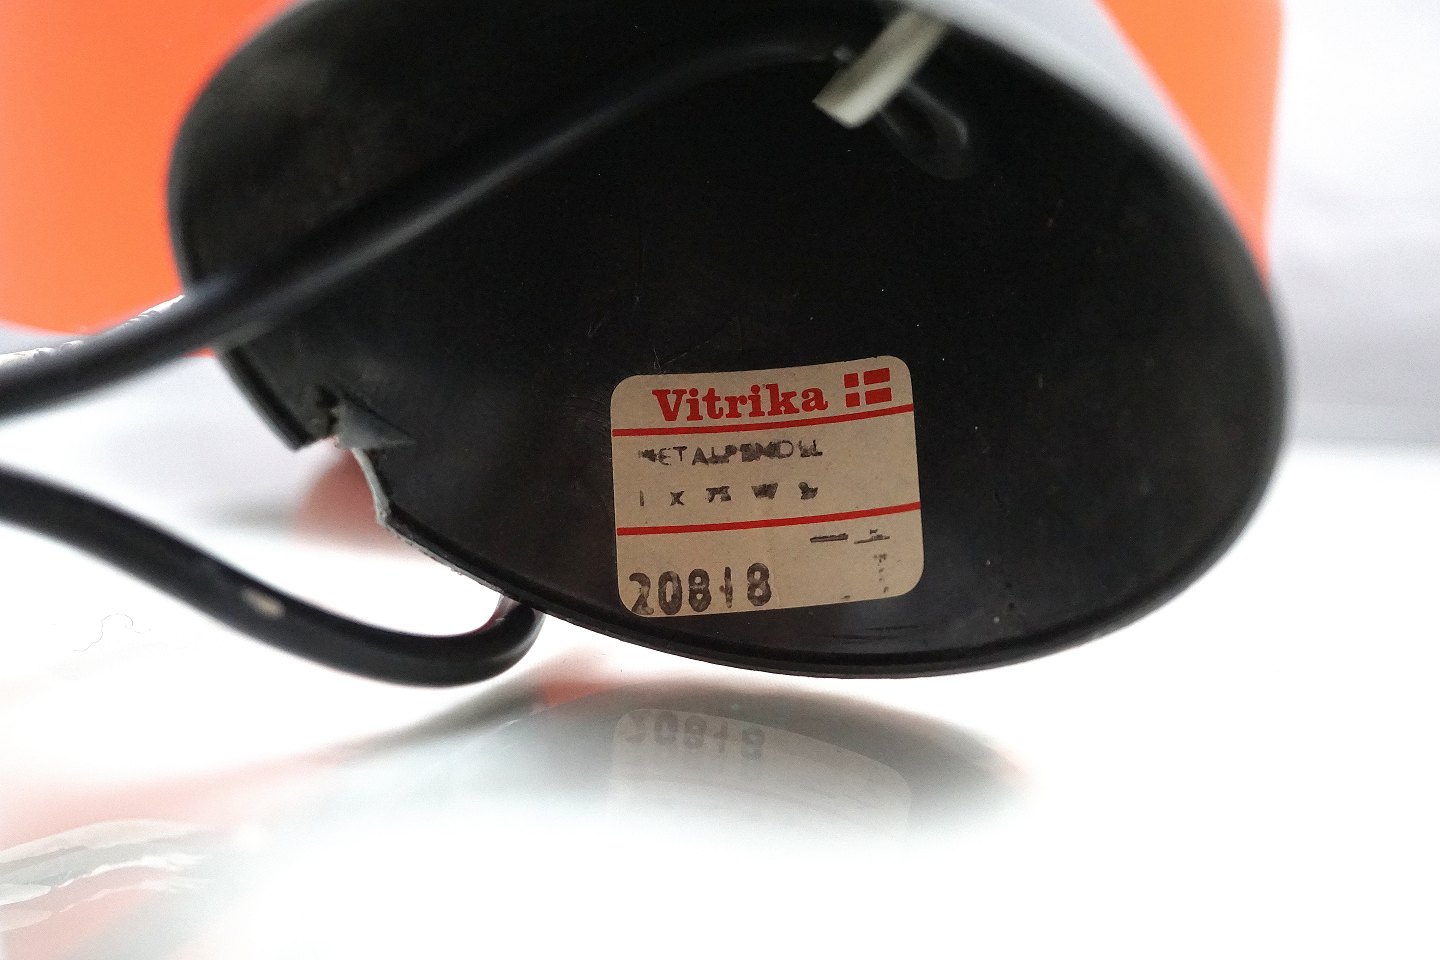 Vitrika
METALPENDEL
1 X 75 W
20818